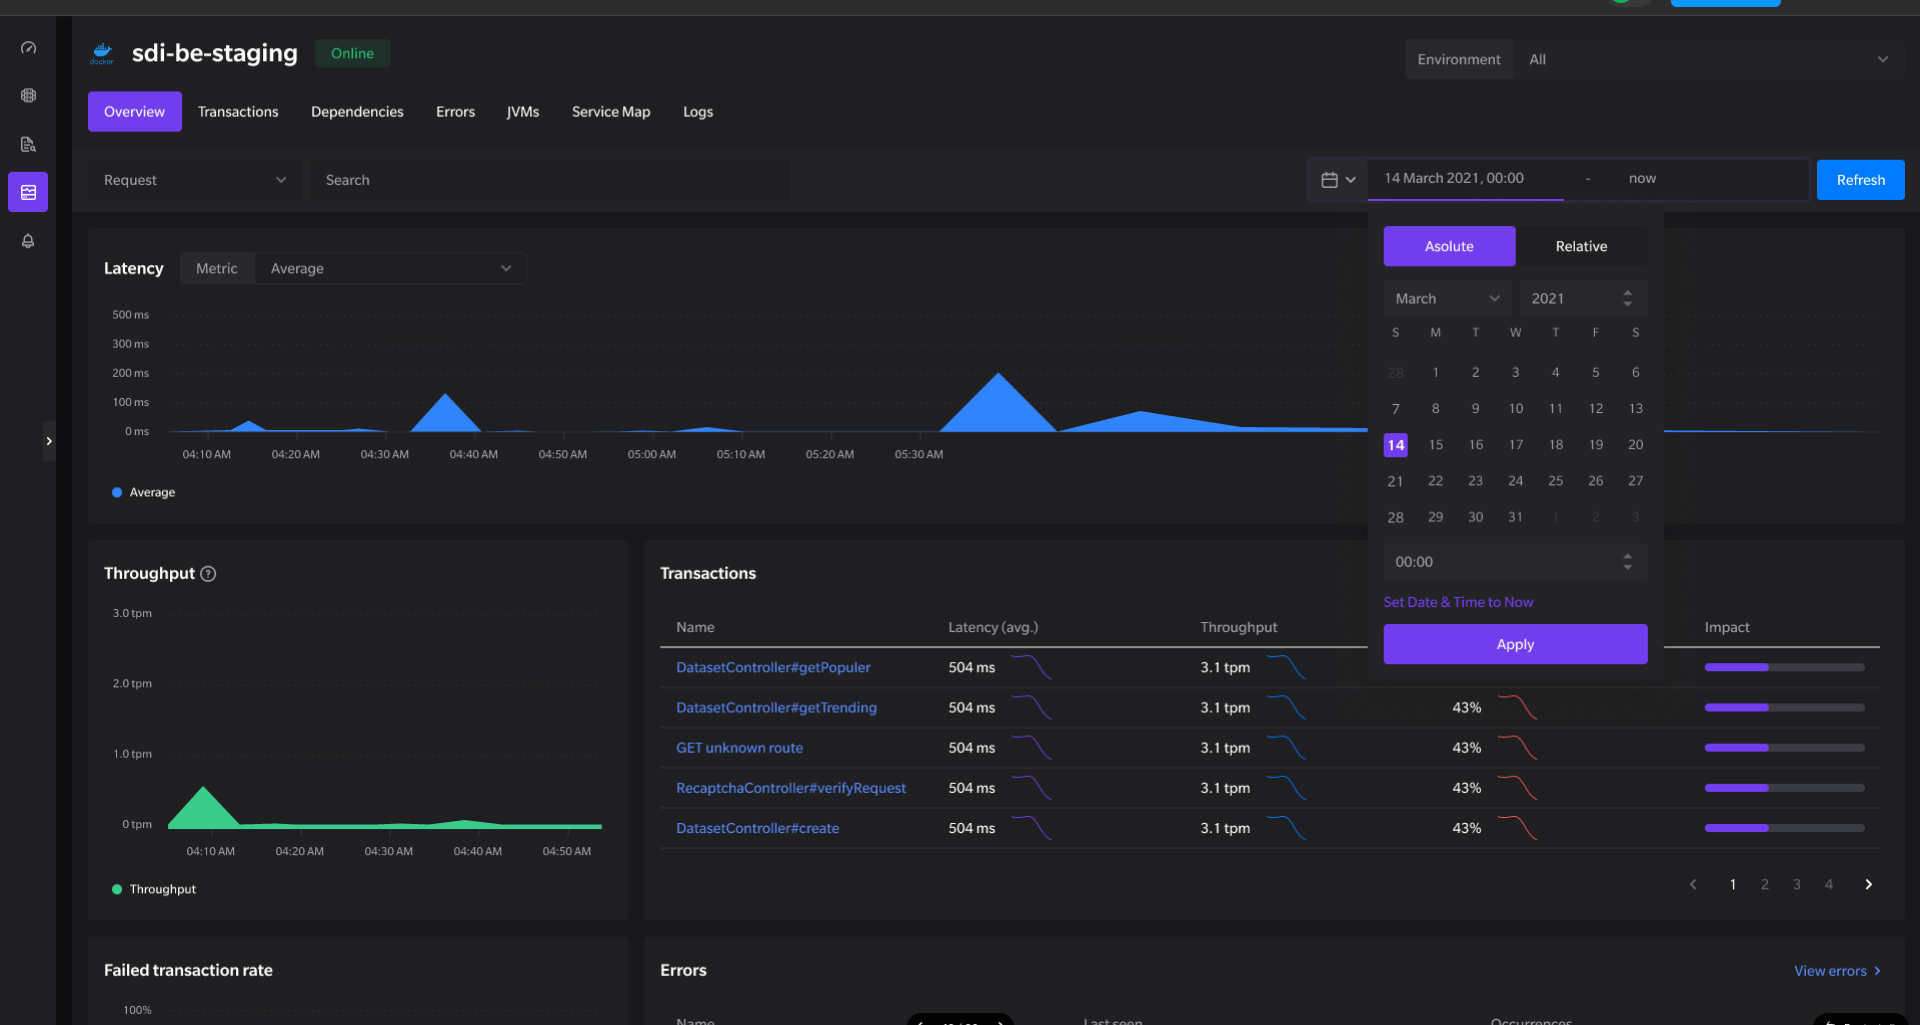 docker
sdi-be-staging
Online
Environment
All
Overview
Transactions
Dependencies
Errors
JVMs
Service Map
Logs
Request
Search
14 March 2021, 00:00
-
now
Refresh
Asolute
Relative
March
2021
S M T W T F S
28 1 2 3 4 5 6
7 8 9 10 11 12 13
14 15 16 17 18 19 20
21 22 23 24 25 26 27
28 29 30 31 1 2 3
00:00
Set Date & Time to Now
Apply
Latency
Metric
Average
500 ms
300 ms
200 ms
100 ms
0 ms
04:10 AM 04:20 AM 04:30 AM 04:40 AM 04:50 AM 05:00 AM 05:10 AM 05:20 AM 05:30 AM
Average
Throughput ?
3.0 tpm
2.0 tpm
1.0 tpm
0 tpm
04:10 AM 04:20 AM 04:30 AM 04:40 AM 04:50 AM
Throughput
Transactions
Name Latency (avg.) Throughput Impact
DatasetController#getPopuler 504 ms 3.1 tpm
DatasetController#getTrending 504 ms 3.1 tpm 43%
GET unknown route 504 ms 3.1 tpm 43%
RecaptchaController#verifyRequest 504 ms 3.1 tpm 43%
DatasetController#create 504 ms 3.1 tpm 43%
1 2 3 4
Failed transaction rate
100%
Errors
View errors
Name Last seen Occurrences